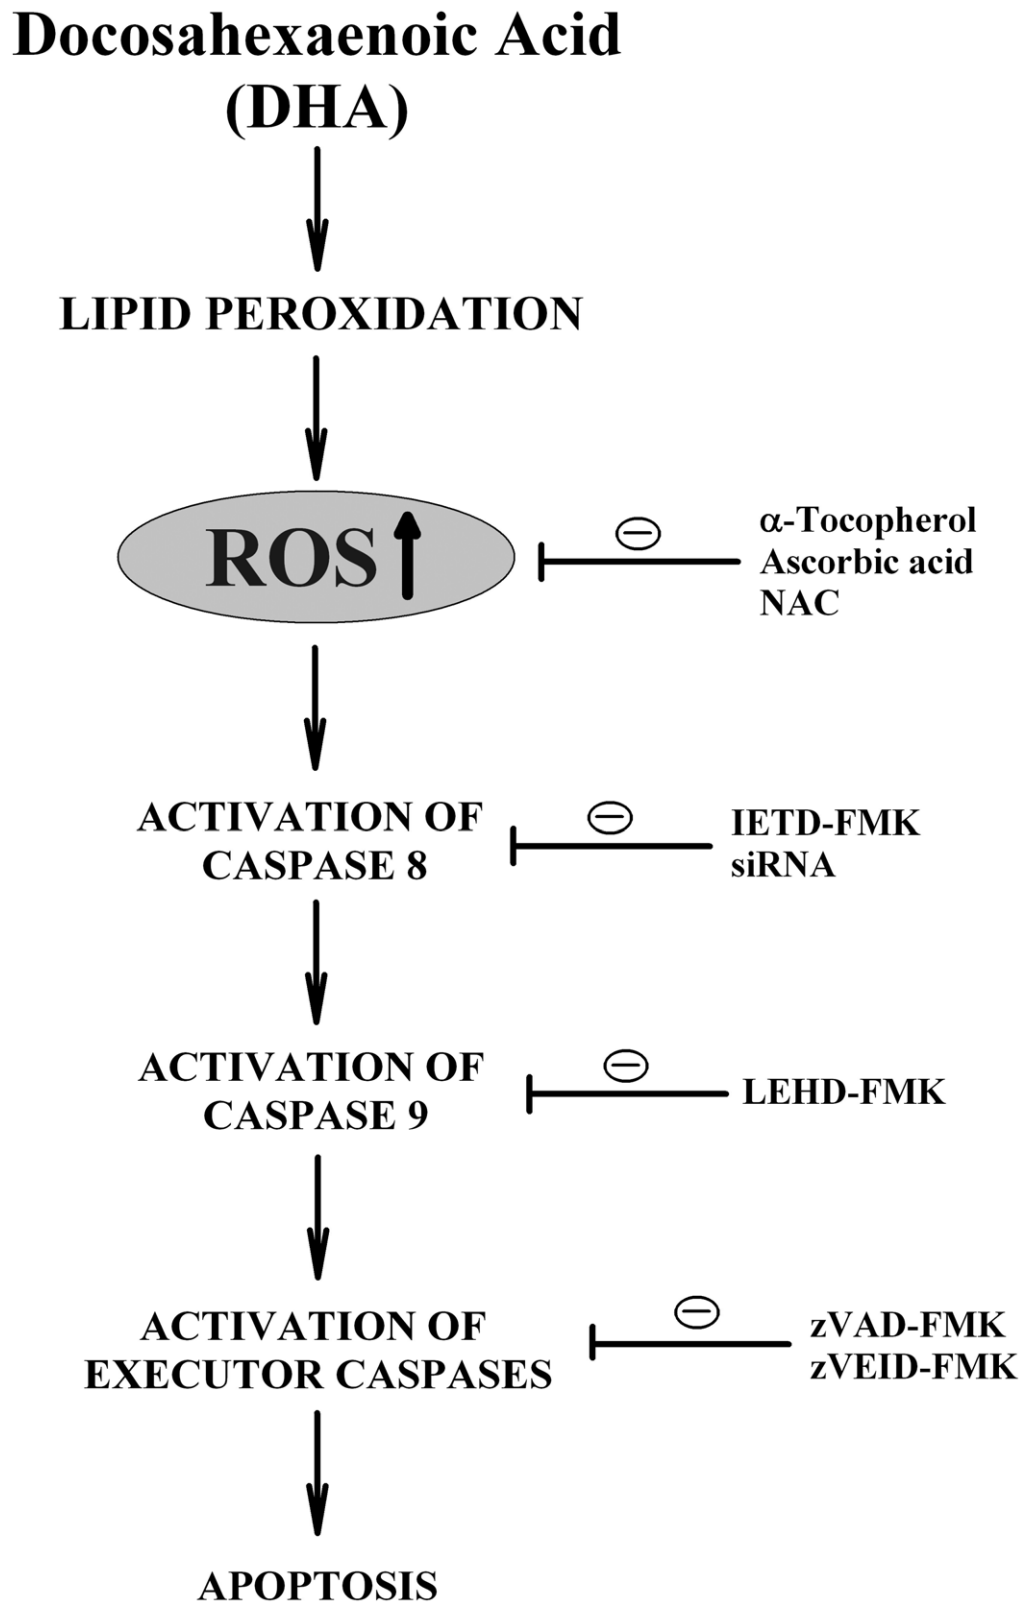 Docosahexaenoic Acid
(DHA)
LIPID PEROXIDATION
ROS
α-Tocopherol
Ascorbic acid
NAC
ACTIVATION OF
CASPASE 8
IETD-FMK
siRNA
ACTIVATION OF
CASPASE 9
LEHD-FMK
ACTIVATION OF
EXECUTOR CASPASES
zVAD-FMK
zVEID-FMK
APOPTOSIS